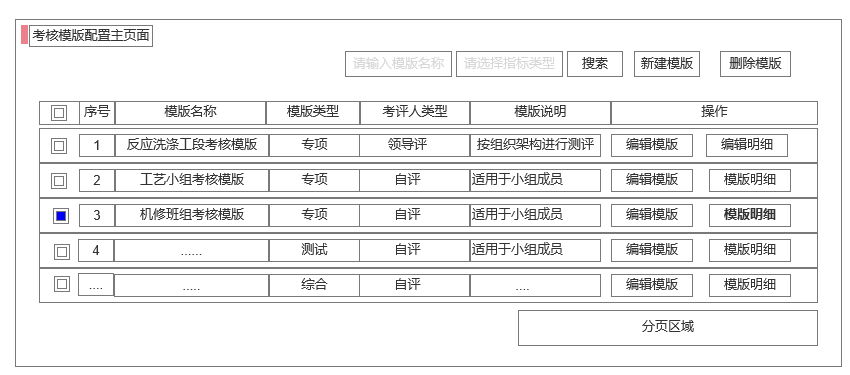 考核模版配置主页面
请输入模版名称 请选择指标类型 搜索 新建模版 删除模版
序号 模版名称 模版类型 考评人类型 模版说明 操作
1 反应洗涤工段考核模版 专项 领导评 按组织架构进行测评 编辑模版 编辑明细
2 工艺小组考核模版 专项 自评 适用于小组成员 编辑模版 模版明细
3 机修班组考核模版 专项 自评 适用于小组成员 编辑模版 模版明细
4 ...... 测试 自评 适用于小组成员 编辑模版 模版明细
.... ..... 综合 自评 .... 编辑模版 模版明细
分页区域